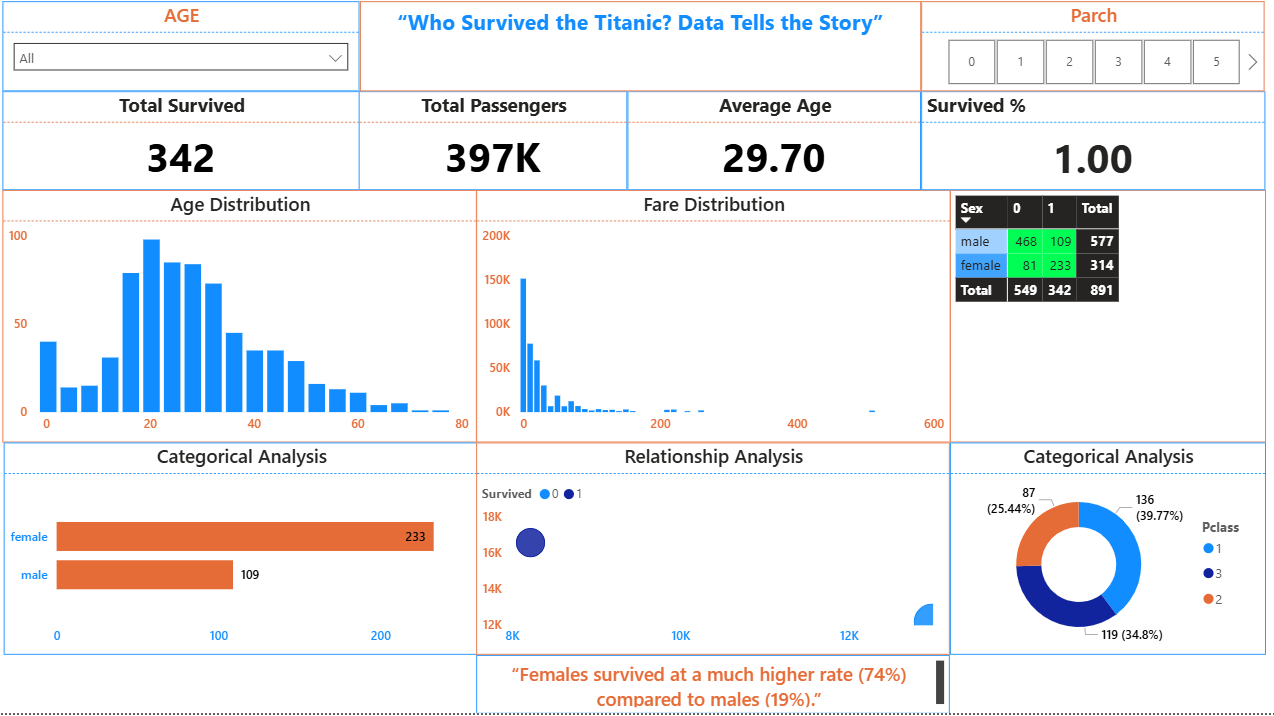 AGE
All
“Who Survived the Titanic? Data Tells the Story”
Parch
0 1 2 3 4 5
Total Survived
342
Total Passengers
397K
Average Age
29.70
Survived %
1.00
Age Distribution
100
50
0
0 20 40 60 80
Fare Distribution
200K
150K
100K
50K
0K
0 200 400 600
Sex 0 1 Total
male 468 109 577
female 81 233 314
Total 549 342 891
Categorical Analysis
female 233
male 109
0 100 200
Relationship Analysis
Survived 0 1
18K
16K
14K
12K
8K 10K 12K
Categorical Analysis
87
(25.44%)
136
(39.77%)
119 (34.8%)
Pclass
1
3
2
“Females survived at a much higher rate (74%)
compared to males (19%).”